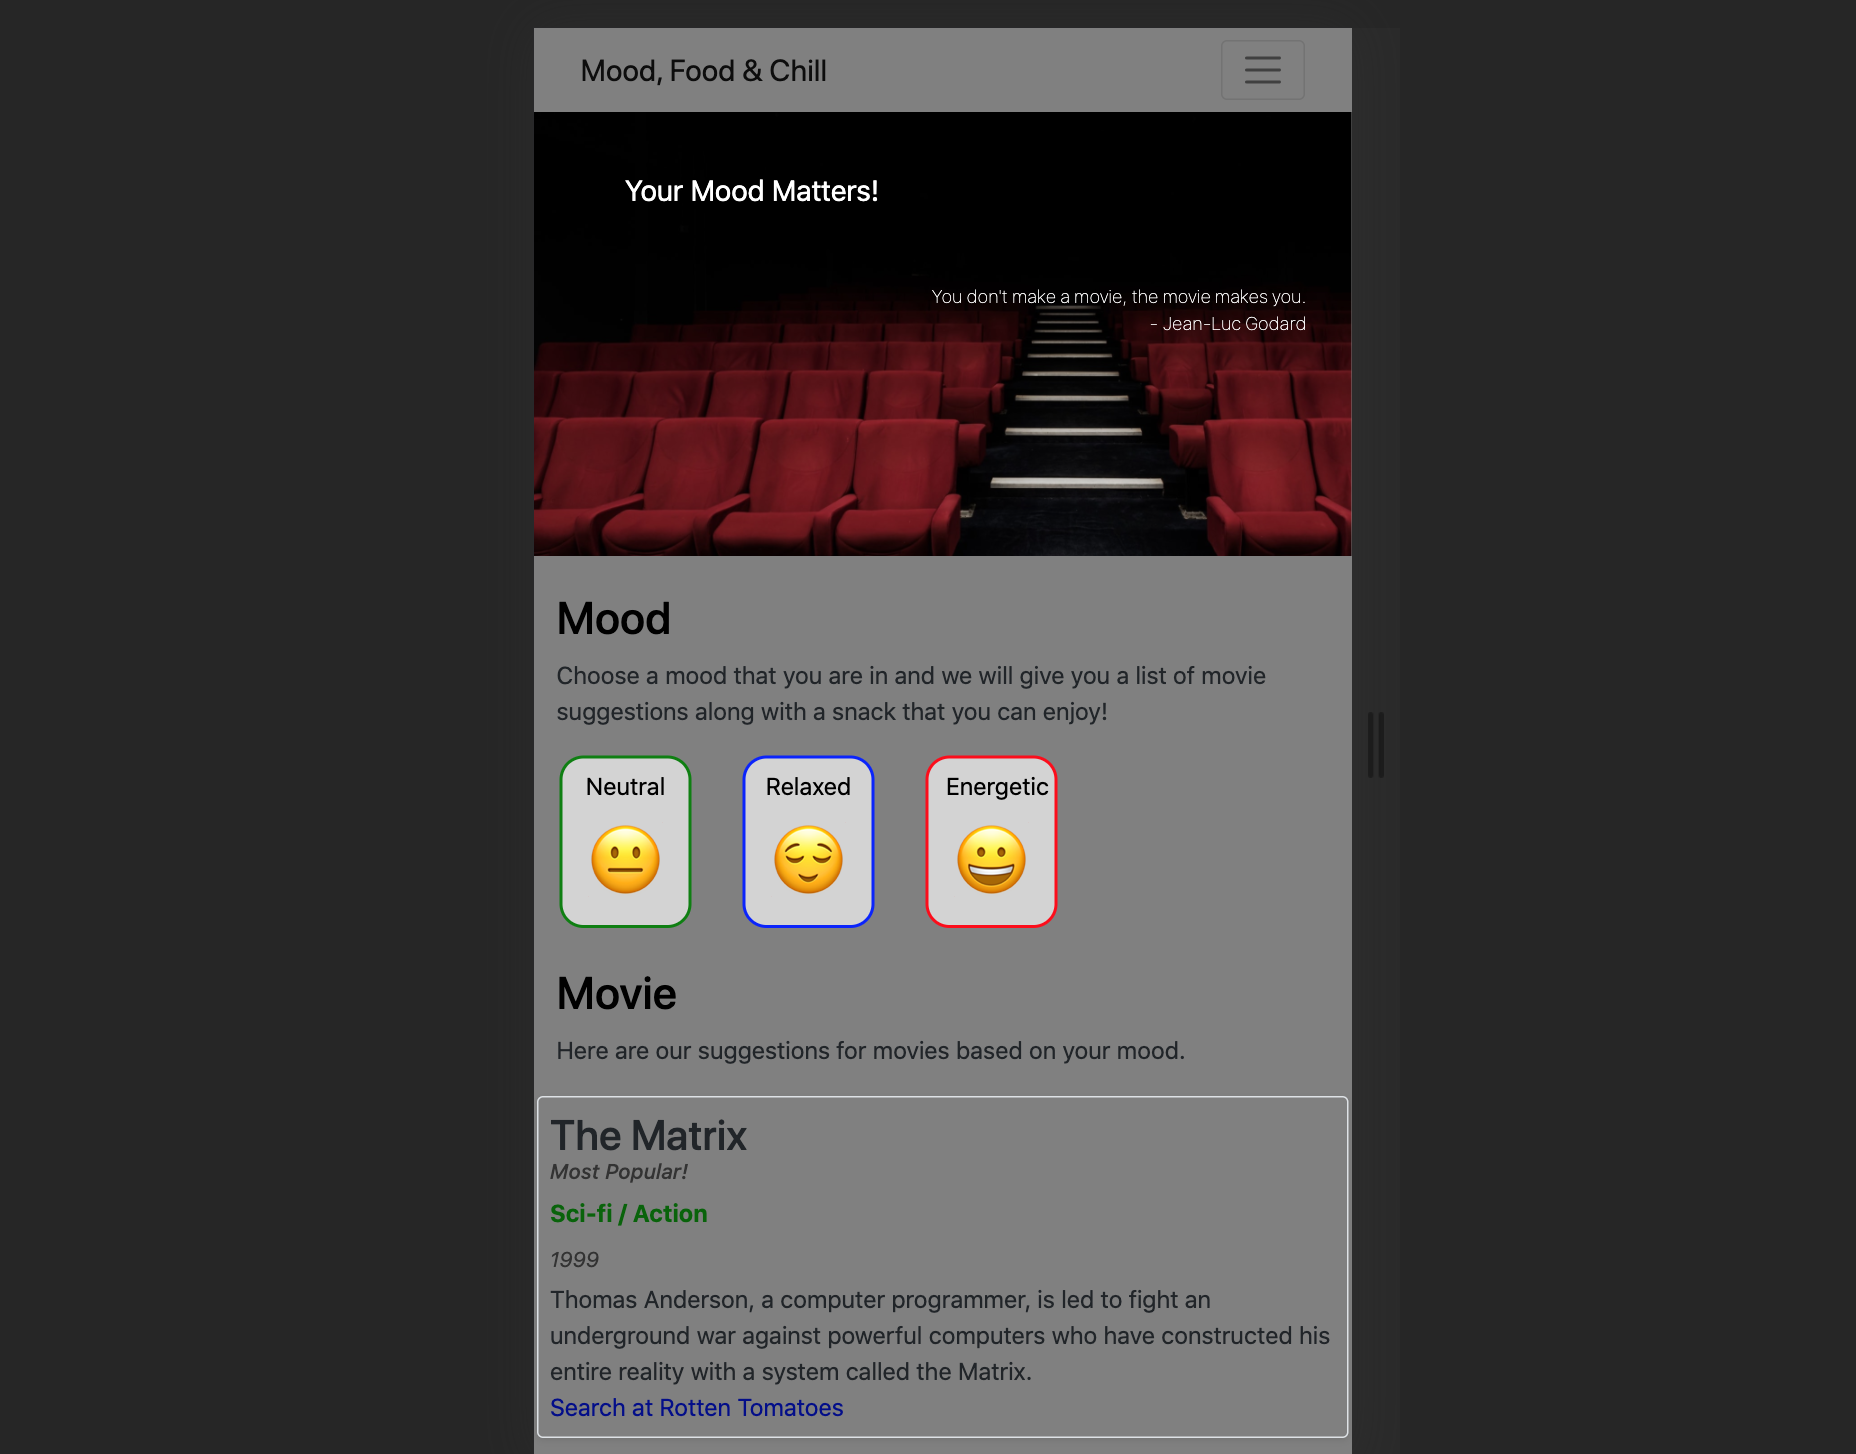 Mood, Food & Chill
Your Mood Matters!
You don't make a movie, the movie makes you.
- Jean-Luc Godard
Mood
Choose a mood that you are in and we will give you a list of movie
suggestions along with a snack that you can enjoy!
Neutral
Relaxed
Energetic
Movie
Here are our suggestions for movies based on your mood.
The Matrix
Most Popular!
Sci-fi / Action
1999
Thomas Anderson, a computer programmer, is led to fight an
underground war against powerful computers who have constructed his
entire reality with a system called the Matrix.
Search at Rotten Tomatoes